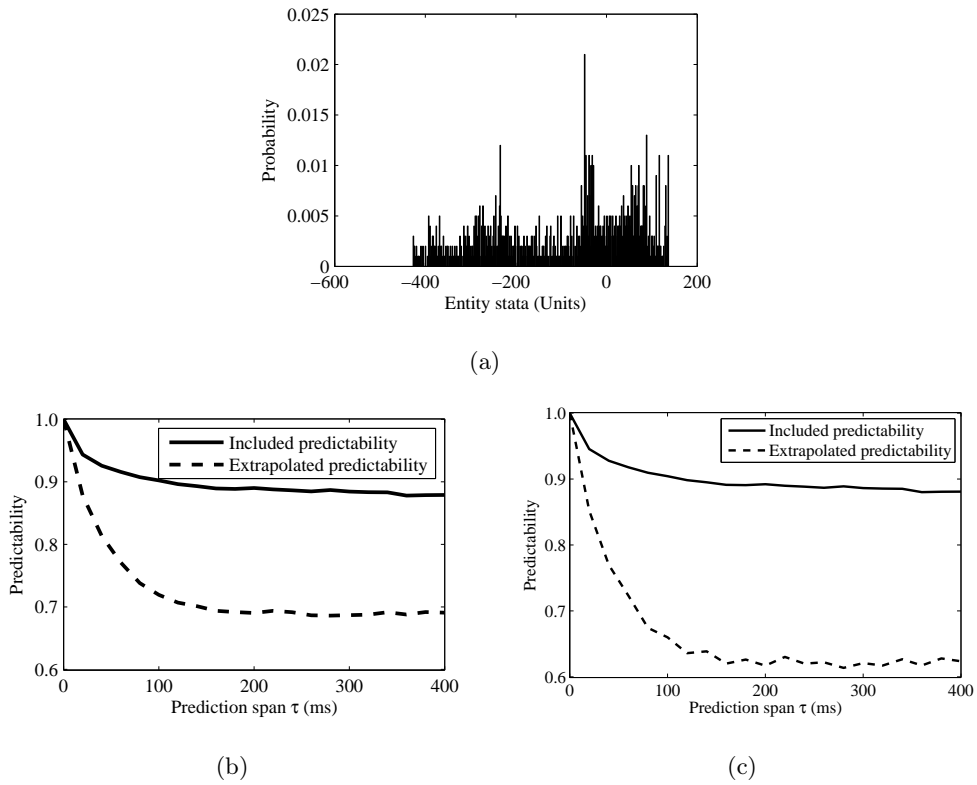 0.025
0.02
0.015
0.01
0.005
0
Probability
−600
−400
−200
0
200
Entity stata (Units)
(a)
1.0
0.9
0.8
0.7
0.6
Predictability
Included predictability
Extrapolated predictability
0
100
200
300
400
Prediction span τ (ms)
(b)
1.0
0.9
0.8
0.7
0.6
Predictability
Included predictability
Extrapolated predictability
0
100
200
300
400
Prediction span τ (ms)
(c)